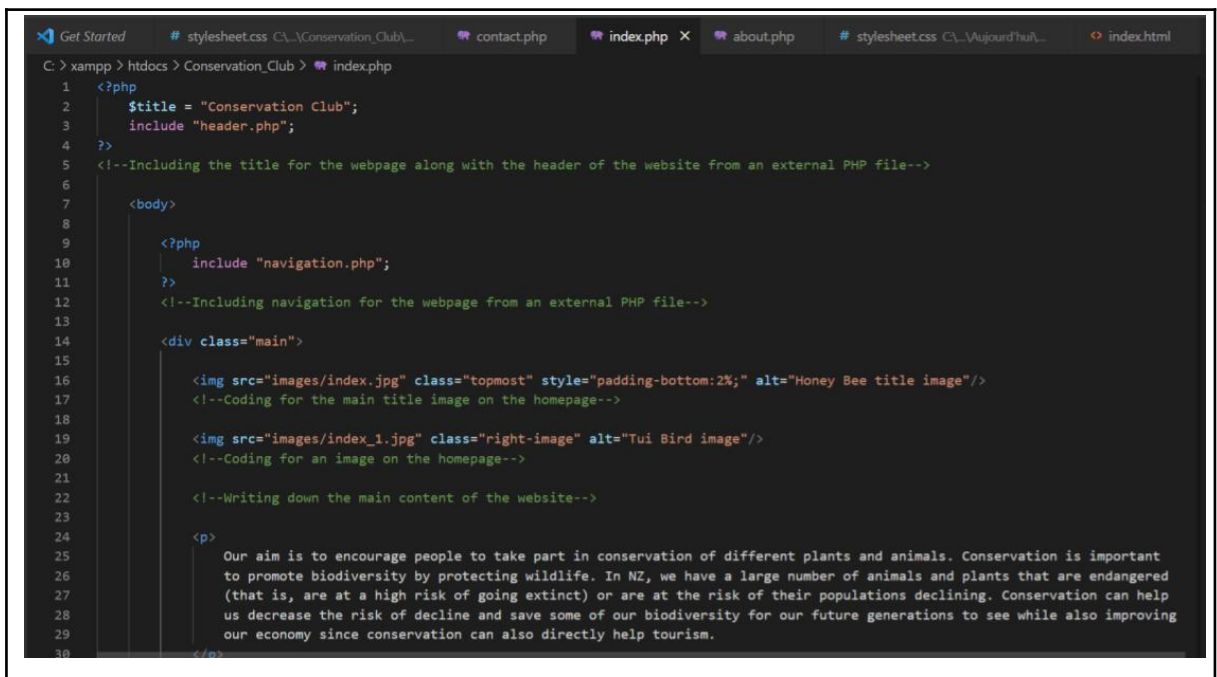 Get Started # stylesheet.css C:\...\Conservation_Club\... contact.php index.php X about.php # stylesheet.css C:\...\Aujourd'hui\... <> index.html
C: > xampp > htdocs > Conservation_Club > index.php
1 <?php
2 $title = "Conservation Club";
3 include "header.php";
4 ?>
5 <!--Including the title for the webpage along with the header of the website from an external PHP file-->
6
7 <body>
8
9 <?php
10 include "navigation.php";
11 ?>
12 <!--Including navigation for the webpage from an external PHP file-->
13
14 <div class="main">
15
16 <img src="images/index.jpg" class="topmost" style="padding-bottom:2%;" alt="Honey Bee title image"/>
17 <!--Coding for the main title image on the homepage-->
18
19 <img src="images/index_1.jpg" class="right-image" alt="Tui Bird image"/>
20 <!--Coding for an image on the homepage-->
21
22 <!--Writing down the main content of the website-->
23
24 <p>
25 Our aim is to encourage people to take part in conservation of different plants and animals. Conservation is important
26 to promote biodiversity by protecting wildlife. In NZ, we have a large number of animals and plants that are endangered
27 (that is, are at a high risk of going extinct) or are at the risk of their populations declining. Conservation can help
28 us decrease the risk of decline and save some of our biodiversity for our future generations to see while also improving
29 our economy since conservation can also directly help tourism.
30 </p>